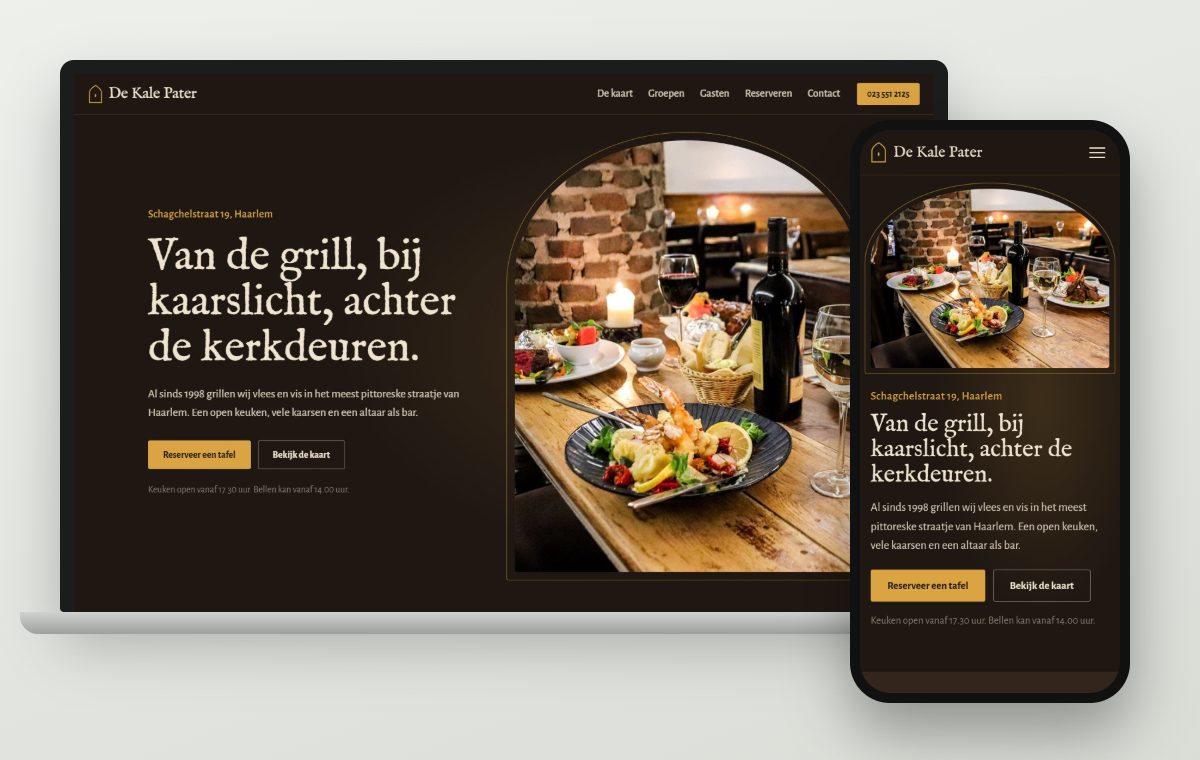 De Kale Pater
De kaart Groepen Gasten Reserveren Contact 023 551 2125
Schagchelstraat 19, Haarlem
Van de grill, bij
kaarslicht, achter
de kerkdeuren.
Al sinds 1998 grillen wij vlees en vis in het meest pittoreske straatje van
Haarlem. Een open keuken, vele kaarsen en een altaar als bar.
Reserveer een tafel Bekijk de kaart
Keuken open vanaf 17.30 uur. Bellen kan vanaf 14.00 uur.
De Kale Pater
Schagchelstraat 19, Haarlem
Van de grill, bij
kaarslicht, achter de
kerkdeuren.
Al sinds 1998 grillen wij vlees en vis in het meest
pittoreske straatje van Haarlem. Een open keuken,
vele kaarsen en een altaar als bar.
Reserveer een tafel Bekijk de kaart
Keuken open vanaf 17.30 uur. Bellen kan vanaf 14.00 uur.